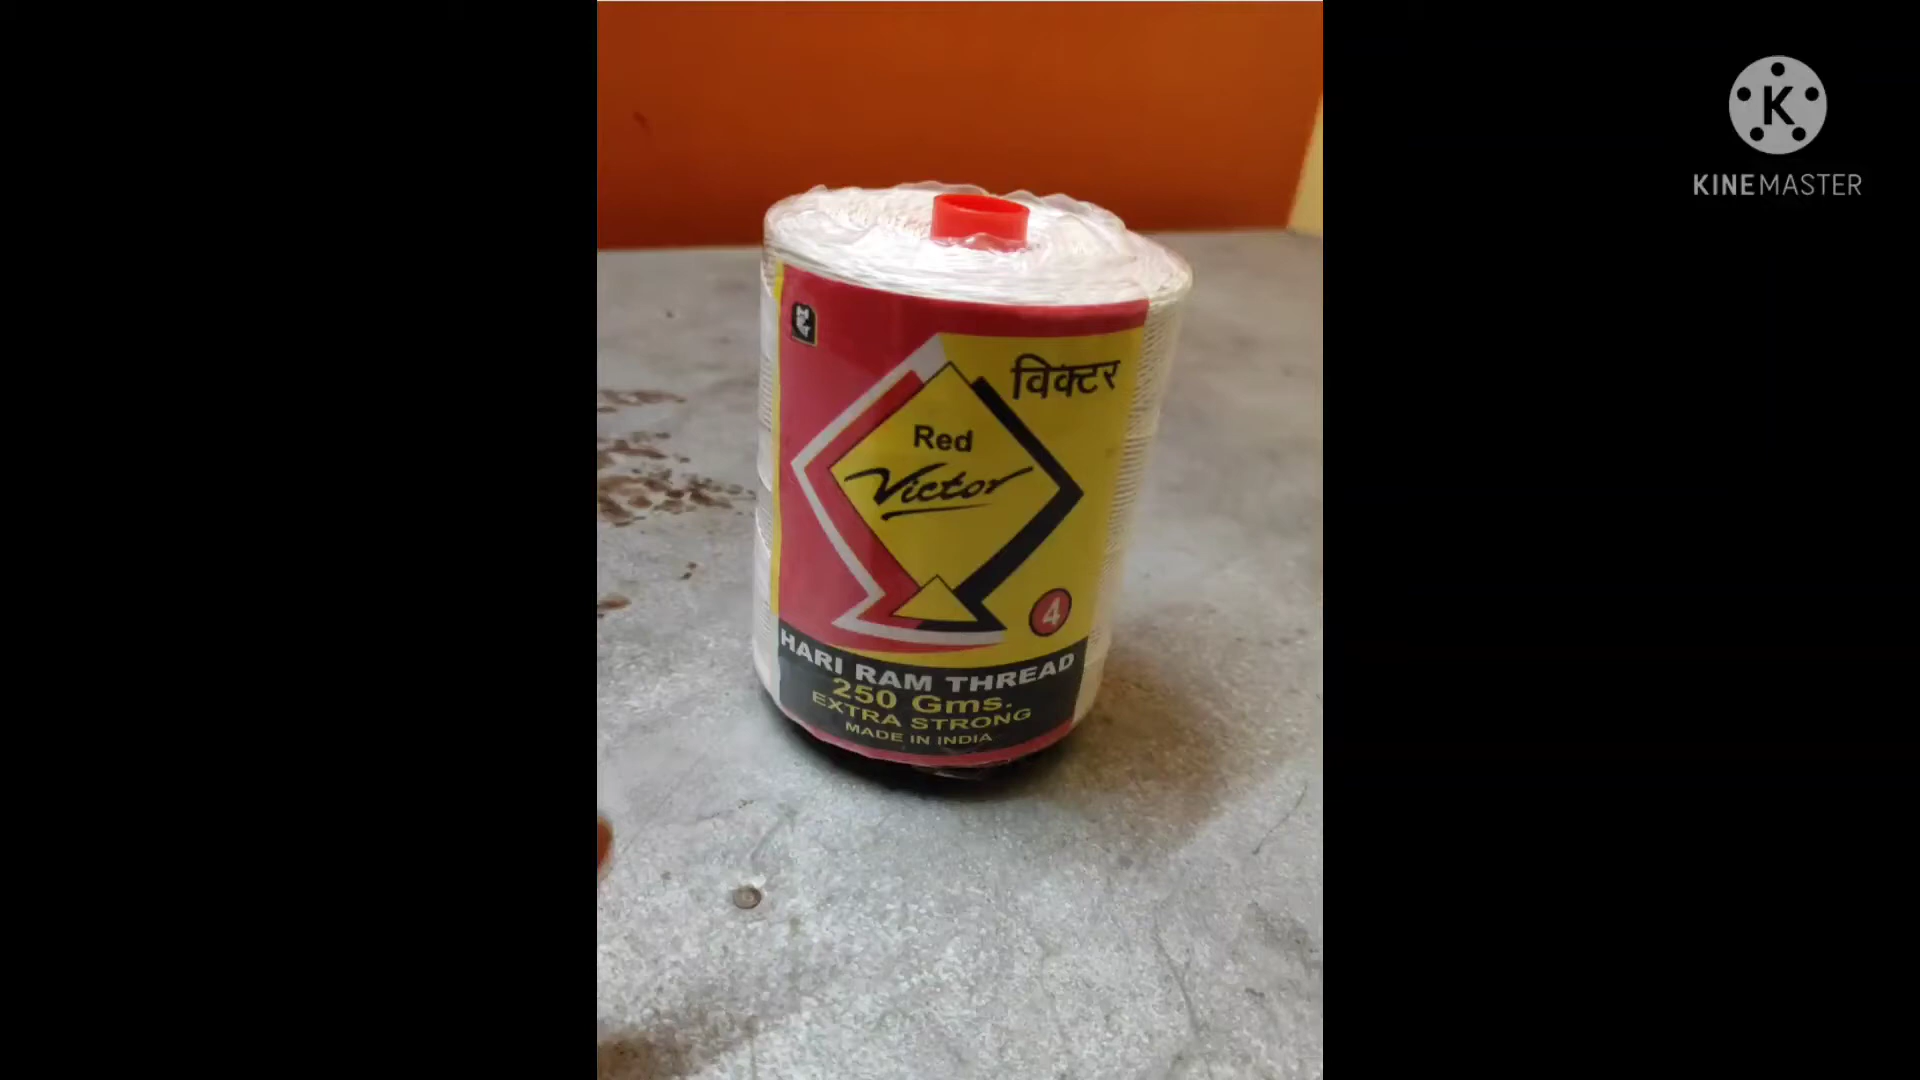 K
KINEMASTER
विक्टर
Red
Victor
4
HARI RAM THREAD
250 Gms.
EXTRA STRONG
MADE IN INDIA